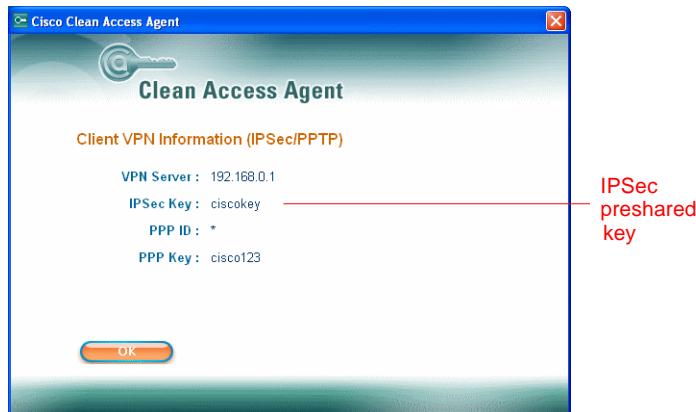 Cisco Clean Access Agent
Clean Access Agent
Client VPN Information (IPSec/PPTP)
VPN Server : 192.168.0.1
IPSec Key : ciscokey
PPP ID : *
PPP Key : cisco123
OK
IPSec
preshared
key